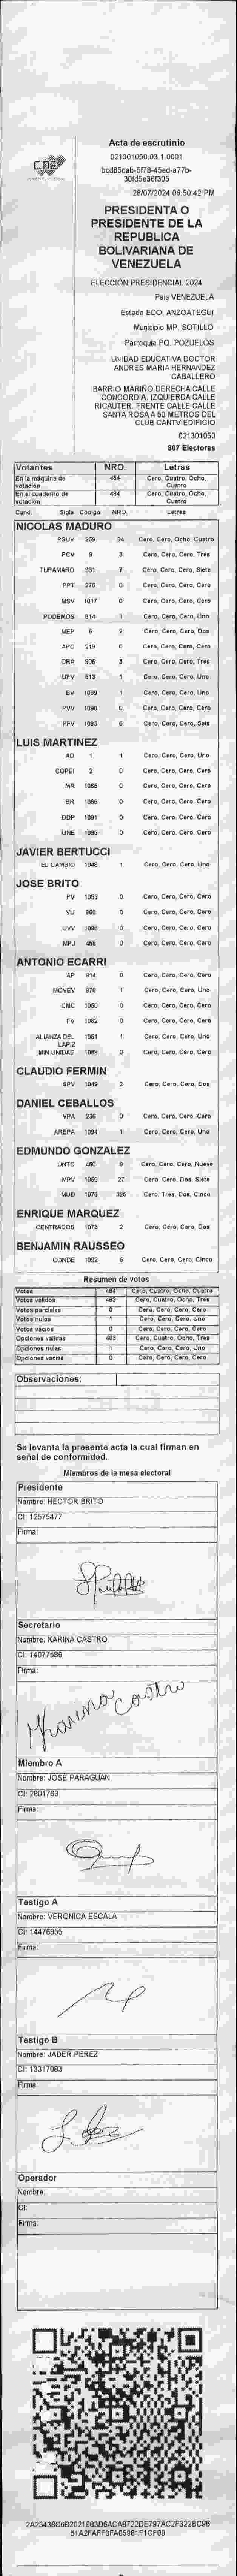 CNE
Acta de escrutinio
021301050.03.1.0001
28/07/2024 06:50:42 PM
PRESIDENTA O
PRESIDENTE DE LA
REPUBLICA
BOLIVARIANA DE
VENEZUELA
ELECCIÓN PRESIDENCIAL 2024
Pais VENEZUELA
Estado EDO. ANZOATEGUI
Municipio MP. SOTILLO
Parroquia PQ. POZUELOS
UNIDAD EDUCATIVA DOCTOR
ANDRES MARIA HERNANDEZ
CABALLERO
BARRIO MARIÑO DERECHA CALLE
CONCORDIA. IZQUIERDA CALLE
RICAUTER. FRENTE CALLE CALLE
SANTA ROSA A 50 METROS DEL
CLUB CANTV EDIFICIO
021301050
807 Electores
Votantes NRO. Letras
En la máquina de votación 484 Cero, Cuatro, Ocho, Cuatro
En el cuaderno de votación 484 Cero, Cuatro, Ocho, Cuatro
Cand. Sigla Código NRO. Letras
NICOLAS MADURO
PSUV 269 84 Cero, Cero, Ocho, Cuatro
PCV 9 3 Cero, Cero, Cero, Tres
TUPAMARO 931 7 Cero, Cero, Cero, Siete
PPT 276 0 Cero, Cero, Cero, Cero
MSV 1017 0 Cero, Cero, Cero, Cero
PODEMOS 514 1 Cero, Cero, Cero, Uno
MEP 6 2 Cero, Cero, Cero, Dos
APC 219 0 Cero, Cero, Cero, Cero
ORA 906 3 Cero, Cero, Cero, Tres
UPV 613 1 Cero, Cero, Cero, Uno
EV 1089 1 Cero, Cero, Cero, Uno
PVV 1090 0 Cero, Cero, Cero, Cero
PFV 1093 6 Cero, Cero, Cero, Seis
LUIS MARTINEZ
AD 1 1 Cero, Cero, Cero, Uno
COPEI 2 0 Cero, Cero, Cero, Cero
MR 1065 0 Cero, Cero, Cero, Cero
BR 1086 0 Cero, Cero, Cero, Cero
DDP 1091 0 Cero, Cero, Cero, Cero
UNE 1095 0 Cero, Cero, Cero, Cero
JAVIER BERTUCCI
EL CAMBIO 1048 1 Cero, Cero, Cero, Uno
JOSE BRITO
PV 1053 0 Cero, Cero, Cero, Cero
VU 868 0 Cero, Cero, Cero, Cero
UVV 1096 0 Cero, Cero, Cero, Cero
MPJ 458 0 Cero, Cero, Cero, Cero
ANTONIO ECARRI
AP 914 0 Cero, Cero, Cero, Cero
MOVEV 879 1 Cero, Cero, Cero, Uno
CMC 1050 0 Cero, Cero, Cero, Cero
FV 1062 0 Cero, Cero, Cero, Cero
ALIANZA DEL LAPIZ 1051 1 Cero, Cero, Cero, Uno
MIN UNIDAD 1088 0 Cero, Cero, Cero, Cero
CLAUDIO FERMIN
SPV 1049 2 Cero, Cero, Cero, Dos
DANIEL CEBALLOS
VPA 236 0 Cero, Cero, Cero, Cero
AREPA 1094 1 Cero, Cero, Cero, Uno
EDMUNDO GONZALEZ
UNTC 460 9 Cero, Cero, Cero, Nueve
MPV 1069 27 Cero, Cero, Dos, Siete
MUD 1075 325 Cero, Tres, Dos, Cinco
ENRIQUE MARQUEZ
CENTRADOS 1073 2 Cero, Cero, Cero, Dos
BENJAMIN RAUSSEO
CONDE 1082 5 Cero, Cero, Cero, Cinco
Resumen de votos
Votos 484 Cero, Cuatro, Ocho, Cuatro
Votos validos 483 Cero, Cuatro, Ocho, Tres
Votos parciales 0 Cero, Cero, Cero, Cero
Votos nulos 1 Cero, Cero, Cero, Uno
Votos vacios 0 Cero, Cero, Cero, Cero
Opciones validas 483 Cero, Cuatro, Ocho, Tres
Opciones nulas 1 Cero, Cero, Cero, Uno
Opciones vacias 0 Cero, Cero, Cero, Cero
Observaciones:
Se levanta la presente acta la cual firman en
señal de conformidad.
Miembros de la mesa electoral
Presidente
Nombre: HECTOR BRITO
CI: 12575477
Firma:
Secretario
Nombre: KARINA CASTRO
CI: 14077589
Firma:
Karina Castro
Miembro A
Nombre: JOSE PARAGUAN
CI: 2801769
Firma:
Testigo A
Nombre: VERONICA ESCALA
CI: 14476855
Firma:
Testigo B
Nombre: JADER PEREZ
CI: 13317083
Firma
Operador
Nombre:
CI:
Firma: